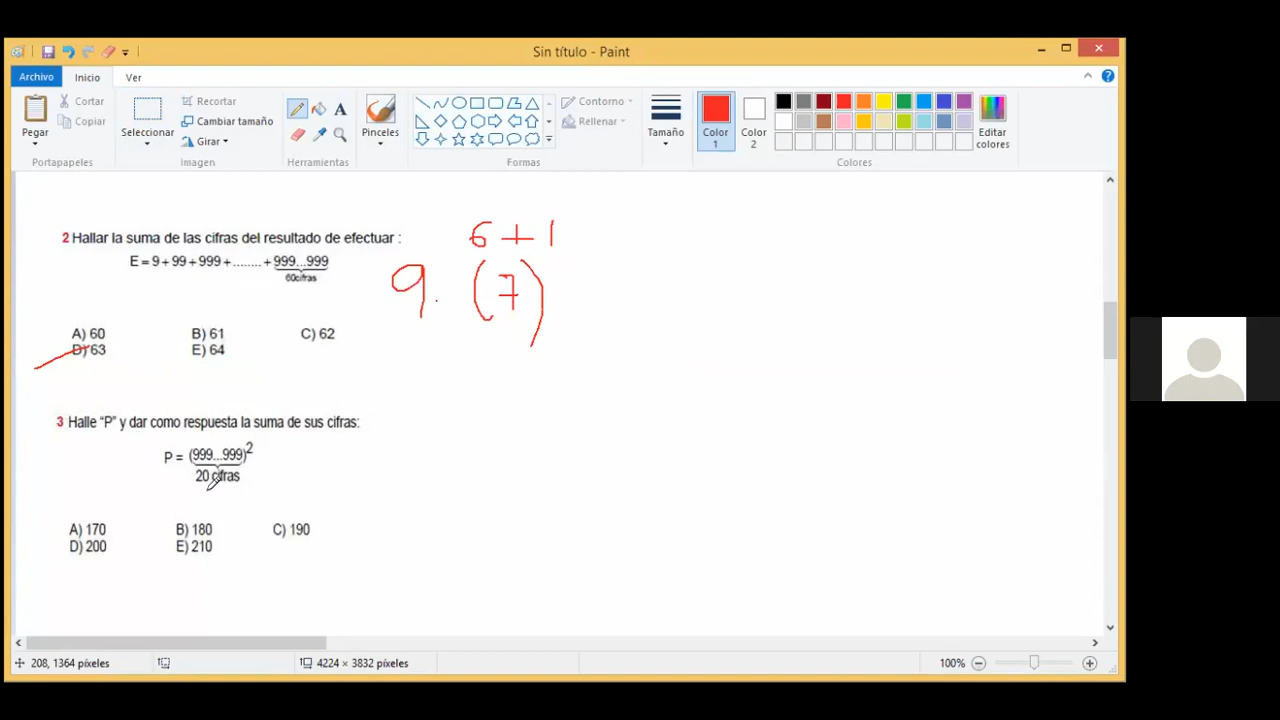 Sin título - Paint
Archivo
Inicio
Ver
Pegar
Cortar
Copiar
Portapapeles
Seleccionar
Recortar
Cambiar tamaño
Girar
Imagen
Herramientas
Pinceles
Contorno
Rellenar
Formas
Tamaño
Color 1
Color 2
Editar colores
Colores
2 Hallar la suma de las cifras del resultado de efectuar :
E = 9 + 99 + 999 + ........ + 999...999
60cifras
A) 60 B) 61 C) 62
D) 63 E) 64
6 + 1
9. (7)
3 Halle “P” y dar como respuesta la suma de sus cifras:
P = (999...999)²
20 cifras
A) 170 B) 180 C) 190
D) 200 E) 210
208, 1364 píxeles
4224 × 3832 píxeles
100%